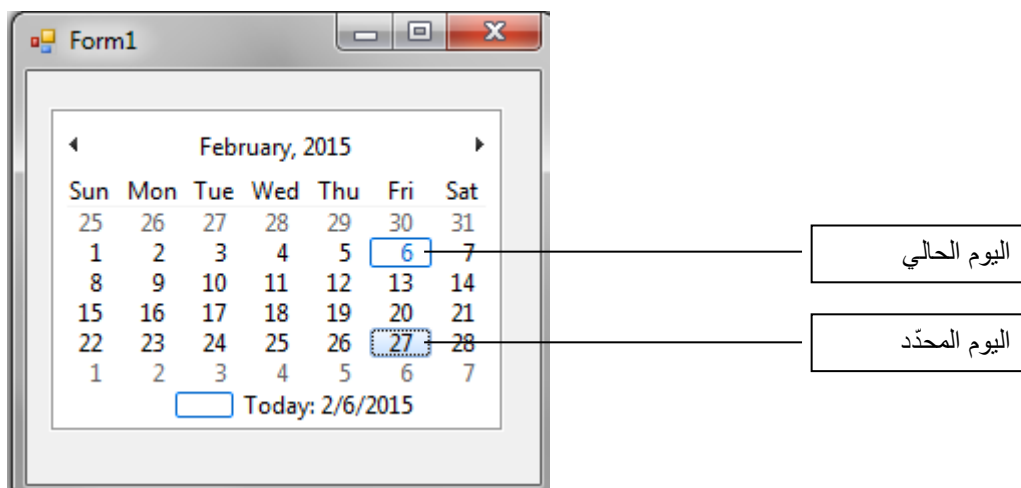 Form1
February, 2015
Sun Mon Tue Wed Thu Fri Sat
25 26 27 28 29 30 31
1 2 3 4 5 6 7
اليوم الحالي
8 9 10 11 12 13 14
15 16 17 18 19 20 21
22 23 24 25 26 27 28
اليوم المحدّد
1 2 3 4 5 6 7
Today: 2/6/2015